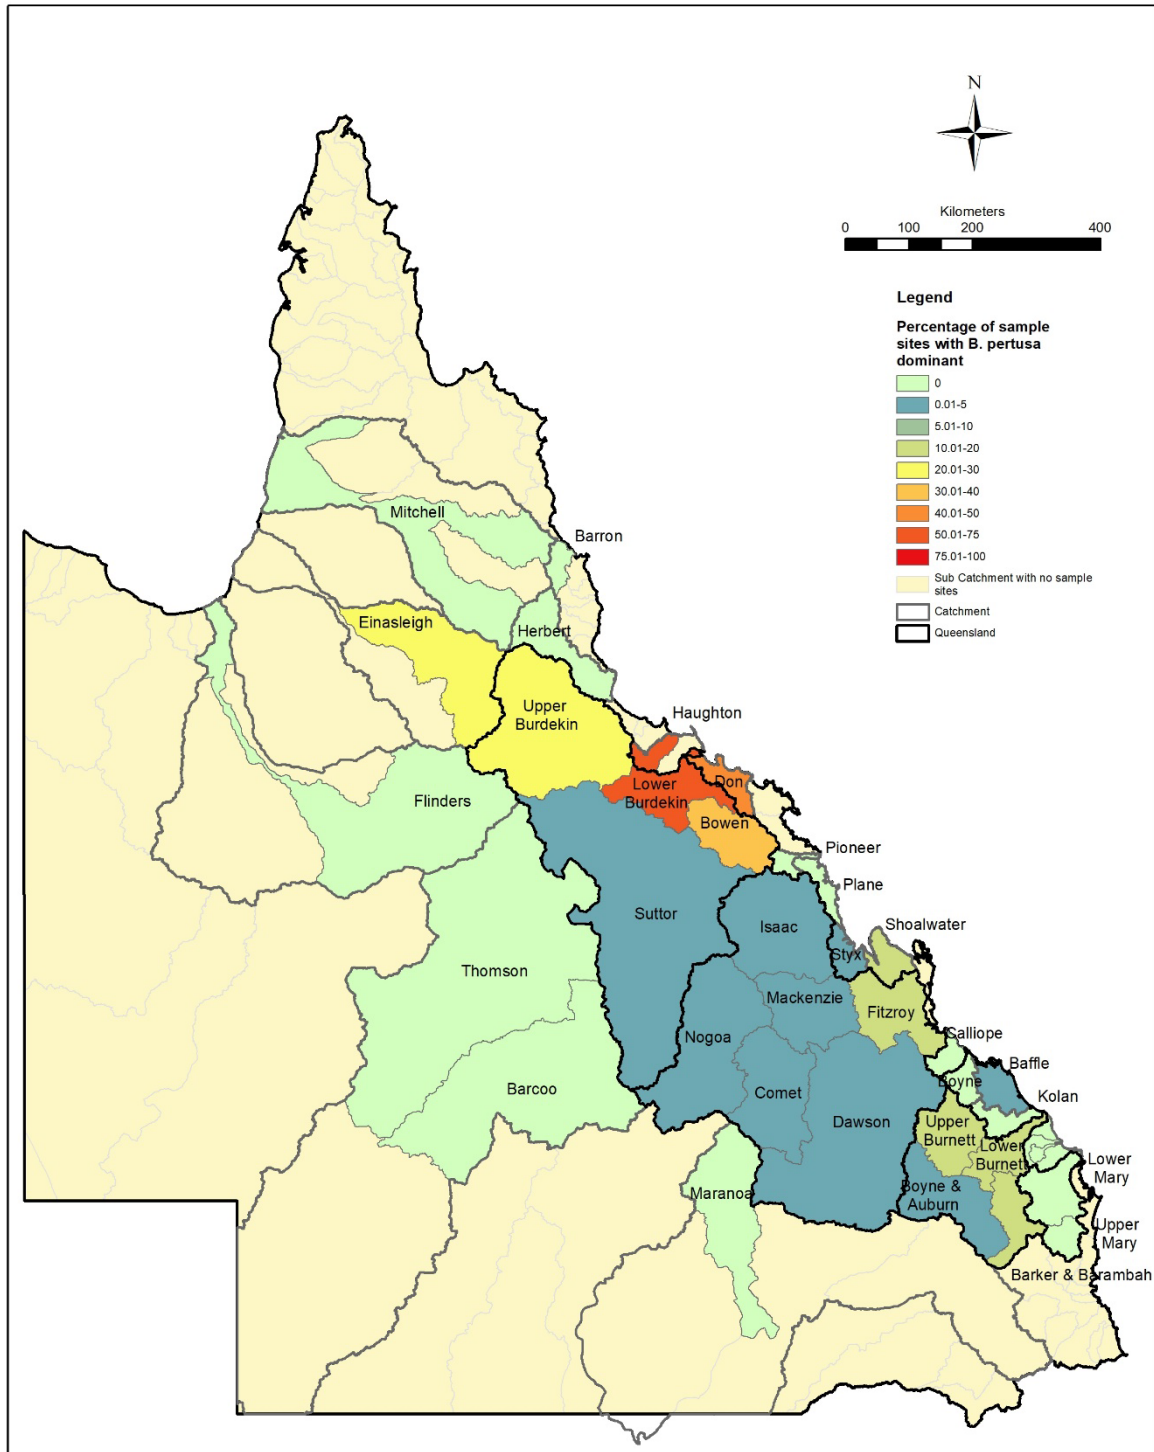 N
Kilometers
0 100 200 400
Legend
Percentage of sample
sites with B. pertusa
dominant
0
0.01-5
5.01-10
10.01-20
20.01-30
30.01-40
40.01-50
50.01-75
75.01-100
Sub Catchment with no sample
sites
Catchment
Queensland
Mitchell
Barron
Einasleigh
Herbert
Upper
Burdekin
Haughton
Flinders
Lower
Burdekin
Don
Bowen
Pioneer
Plane
Suttor
Isaac
Shoalwater
Styx
Thomson
Mackenzie
Fitzroy
Nogoa
Calliope
Baffle
Barcoo
Comet
Boyne
Kolan
Dawson
Upper
Burnett
Lower
Burnett
Lower
Mary
Maranoa
Boyne &
Auburn
Upper
Mary
Barker & Barambah